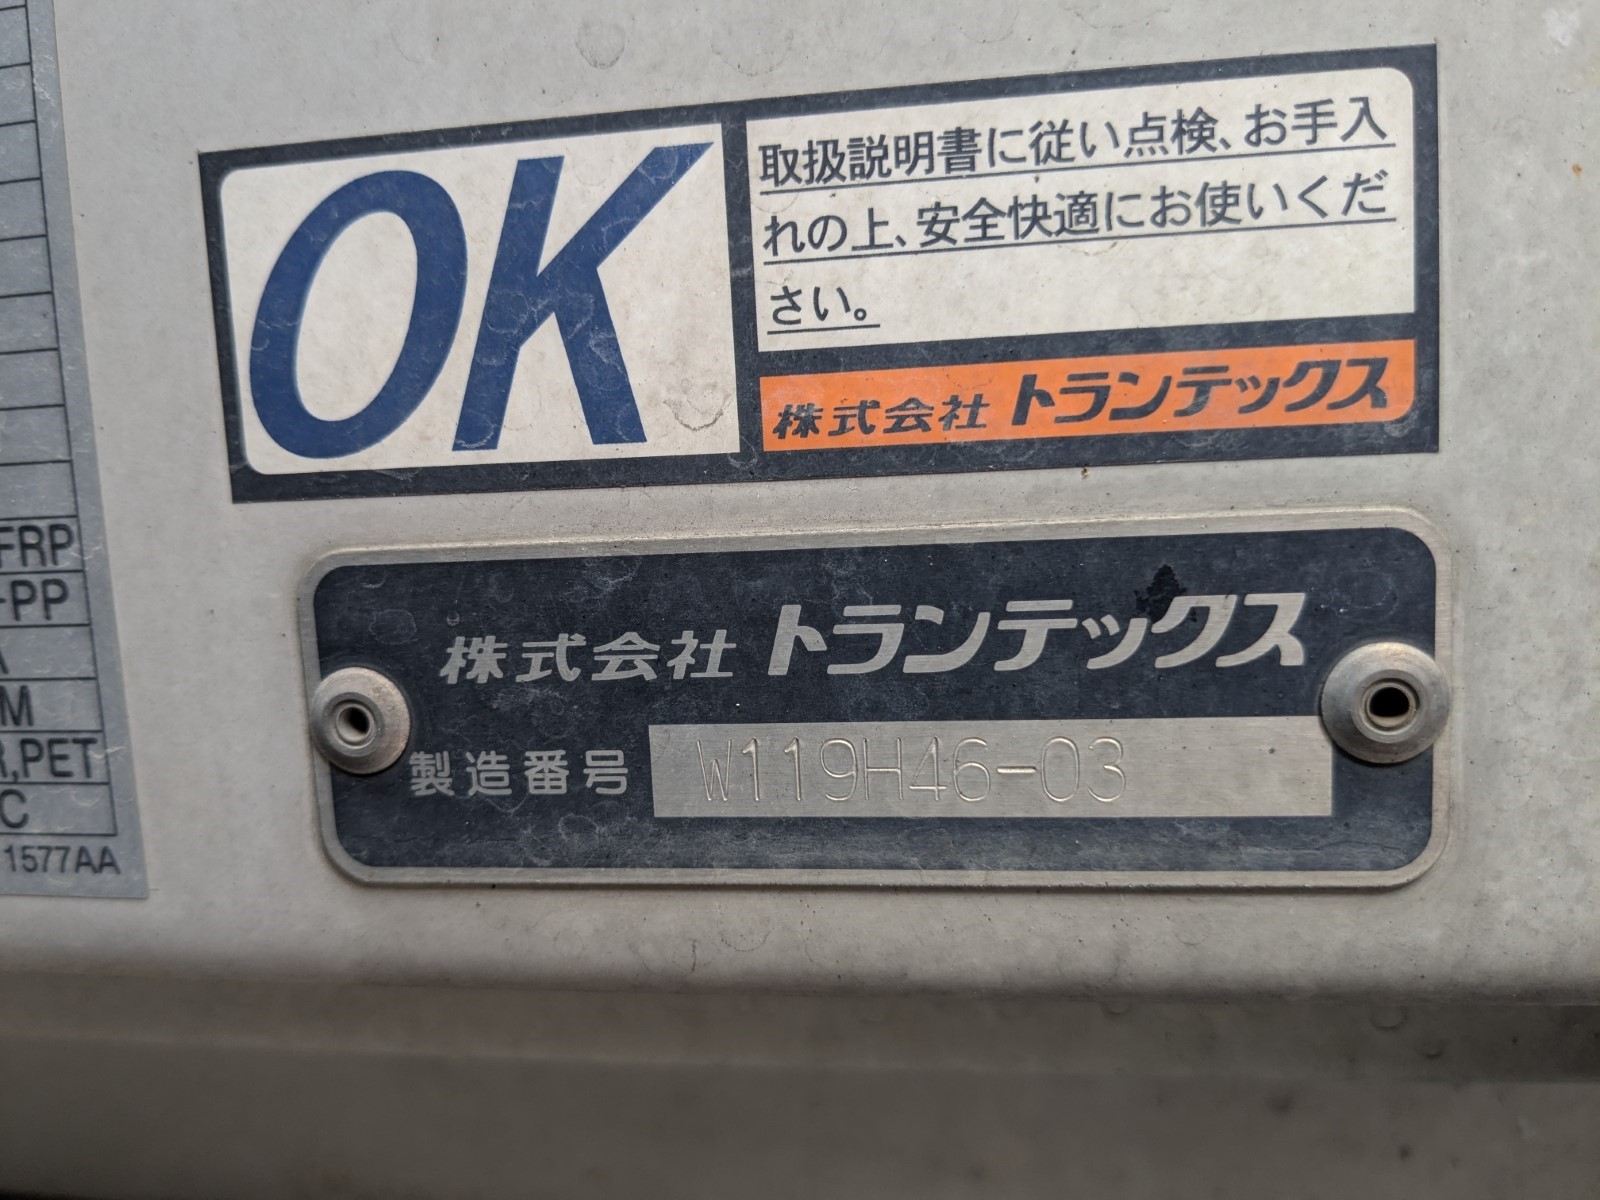 OK
取扱説明書に従い点検、お手入
れの上、安全快適にお使いくだ
さい。
株式会社 トランテックス
株式会社 トランテックス
製造番号 W119H46-03
FRP
-PP
A
M
R,PET
C
1577AA